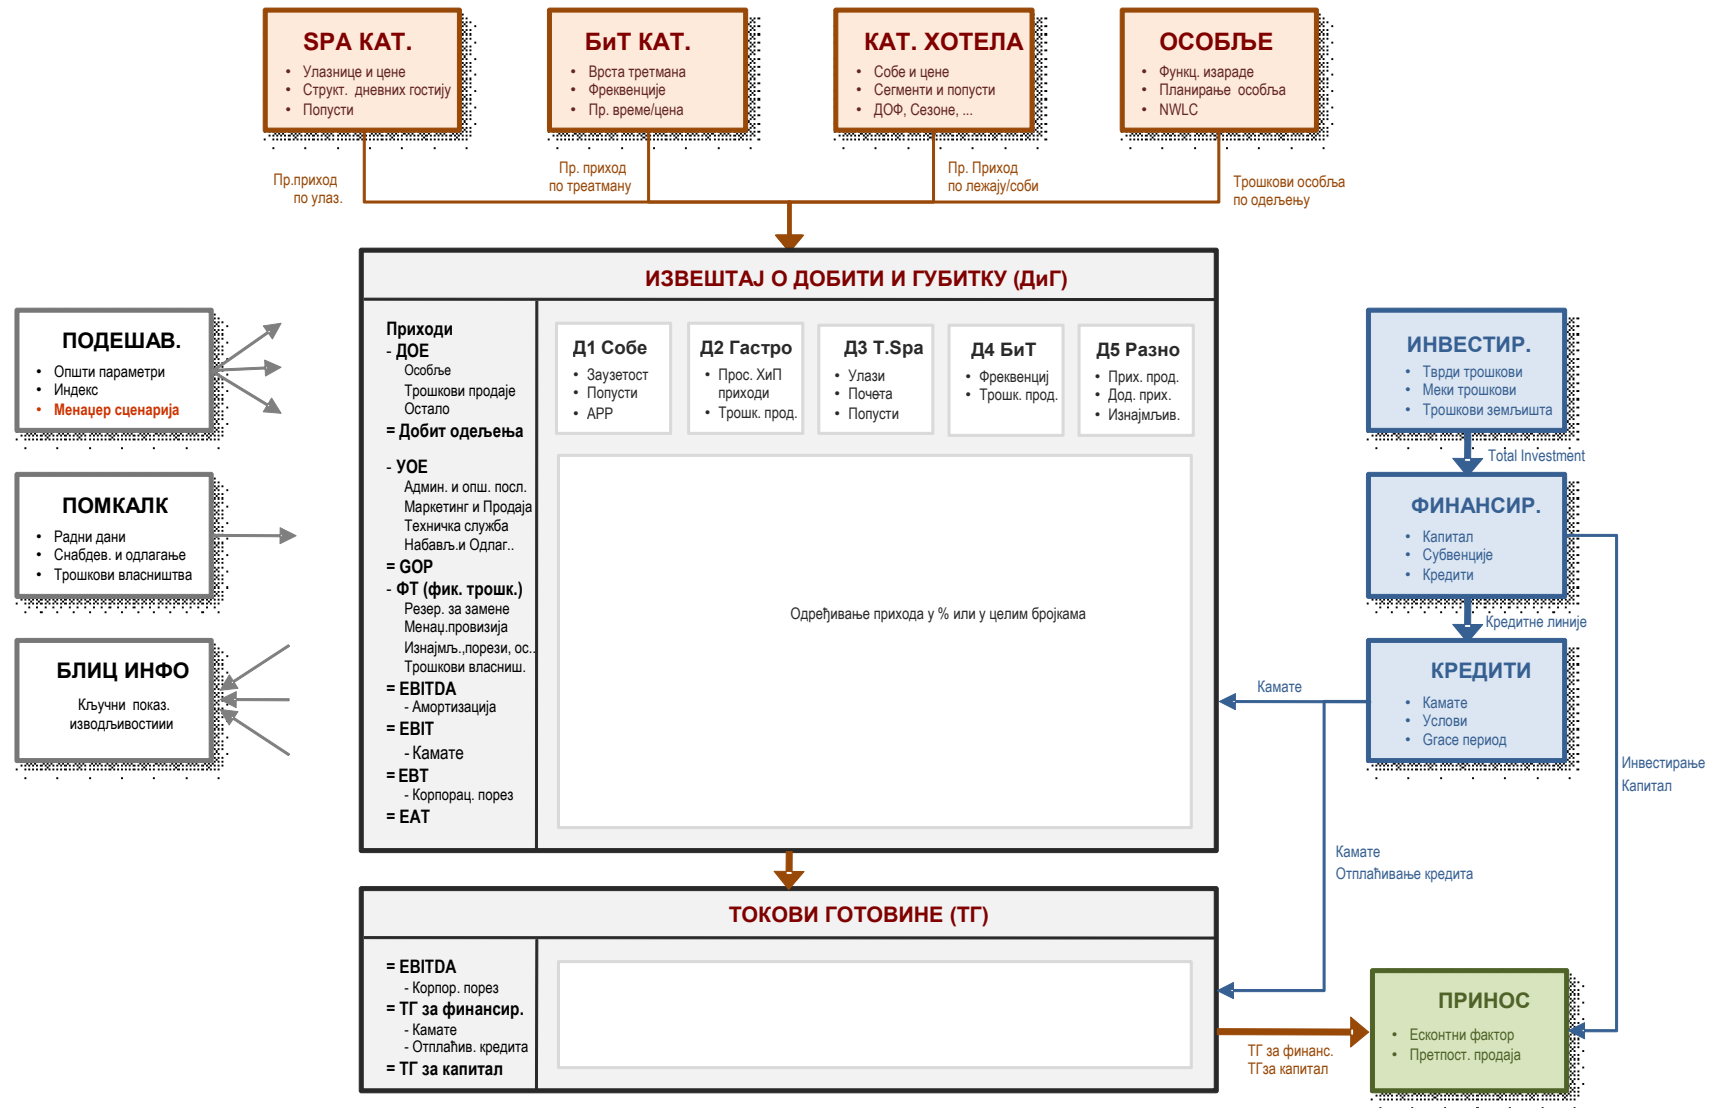 SPA КАТ.
• Улазнице и цене
• Структ. дневних гостију
• Попусти
БиТ КАТ.
• Врста третмана
• Фреквенције
• Пр. време/цена
КАТ. ХОТЕЛА
• Собе и цене
• Сегменти и попусти
• ДОФ, Сезоне, ...
ОСОБЉЕ
• Функц. изараде
• Планирање особља
• NWLC
Пр.приход
по улаз.
Пр. приход
по треатману
Пр. Приход
по лежају/соби
Трошкови особља
по одељењу
ИЗВЕШТАЈ О ДОБИТИ И ГУБИТКУ (ДиГ)
Приходи
- ДОЕ
Особље
Трошкови продаје
Остало
= Добит одељења
- УОЕ
Админ. и опш. посл.
Маркетинг и Продаја
Техничка служба
Набављ.и Одлаг..
= GOP
- ФТ (фик. трошк.)
Резер. за замене
Менаџ.провизија
Изнајмљ.,порези, ос..
Трошкови власниш.
= EBITDA
- Амортизација
= EBIT
- Камате
= EBT
- Корпорац. порез
= EAT
Д1 Собе
• Заузетост
• Попусти
• АРР
Д2 Гастро
• Прос. ХиП
приходи
• Трошк. прод.
Д3 Т.Spa
• Улази
• Почета
• Попусти
Д4 БиТ
• Фреквенциј
• Трошк. прод.
Д5 Разно
• Прих. прод.
• Дод. прих.
• Изнајмљив.
Одређивање прихода у % или у целим бројкама
ПОДЕШАВ.
• Општи параметри
• Индекс
• Менаџер сценарија
ПОМКАЛК
• Радни дани
• Снабдев. и одлагање
• Трошкови власништва
БЛИЦ ИНФО
Кључни показ.
изводљивостиии
ИНВЕСТИР.
• Тврди трошкови
• Меки трошкови
• Трошкови земљишта
Total Investment
ФИНАНСИР.
• Капитал
• Субвенције
• Кредити
Кредитне линије
КРЕДИТИ
• Камате
• Услови
• Grace период
Камате
Инвестирање
Капитал
Камате
Отплаћивање кредита
ТОКОВИ ГОТОВИНЕ (ТГ)
= EBITDA
- Корпор. порез
= ТГ за финансир.
- Камате
- Отплаћив. кредита
= ТГ за капитал
ТГ за финанс.
ТГза капитал
ПРИНОС
• Есконтни фактор
• Претпост. продаја